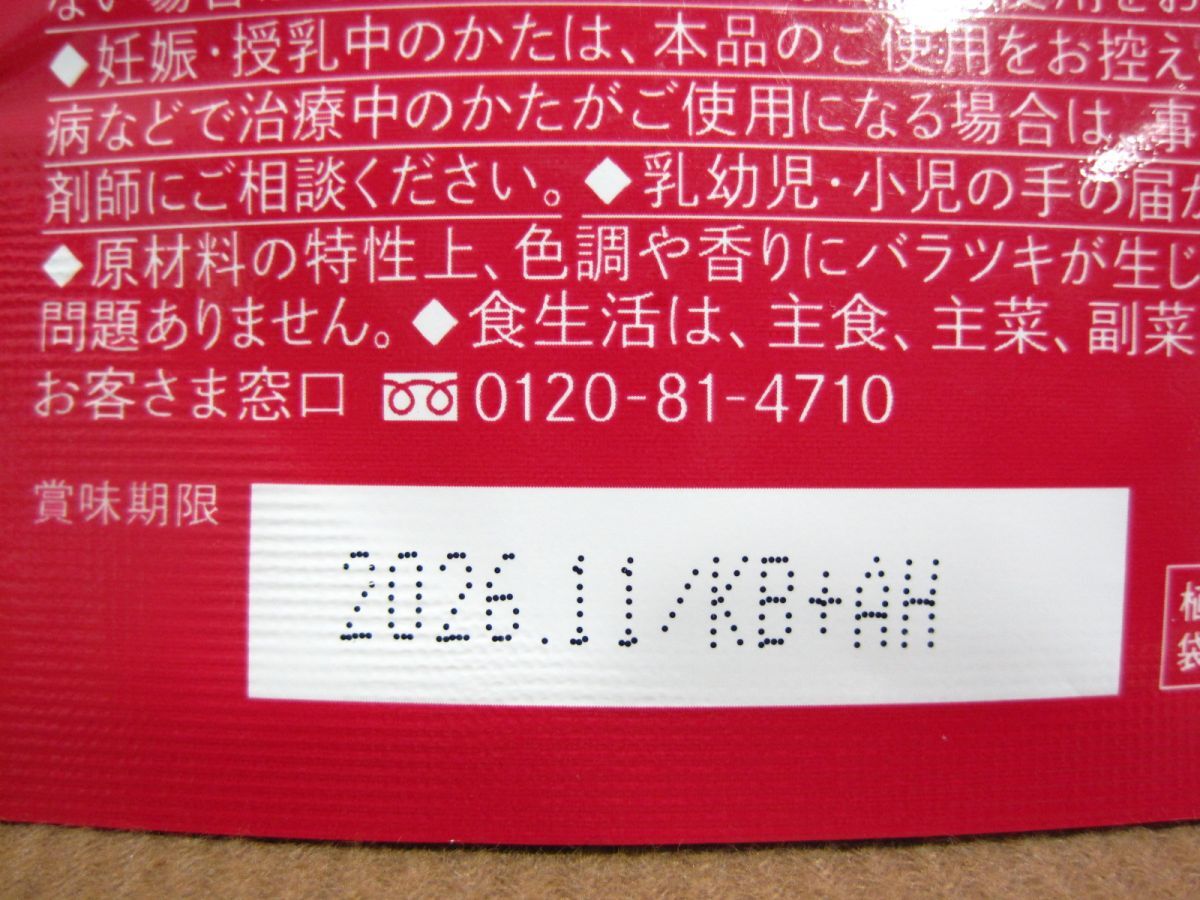 ない場合
◆妊娠・授乳中のかたは、本品のご使用をお控え
病などで治療中のかたがご使用になる場合は、事
剤師にご相談ください。◆乳幼児・小児の手の届か
◆原材料の特性上、色調や香りにバラツキが生じ
問題ありません。◆食生活は、主食、主菜、副菜
お客さま窓口 0120-81-4710
賞味期限 2026.11/KB+AH
袋